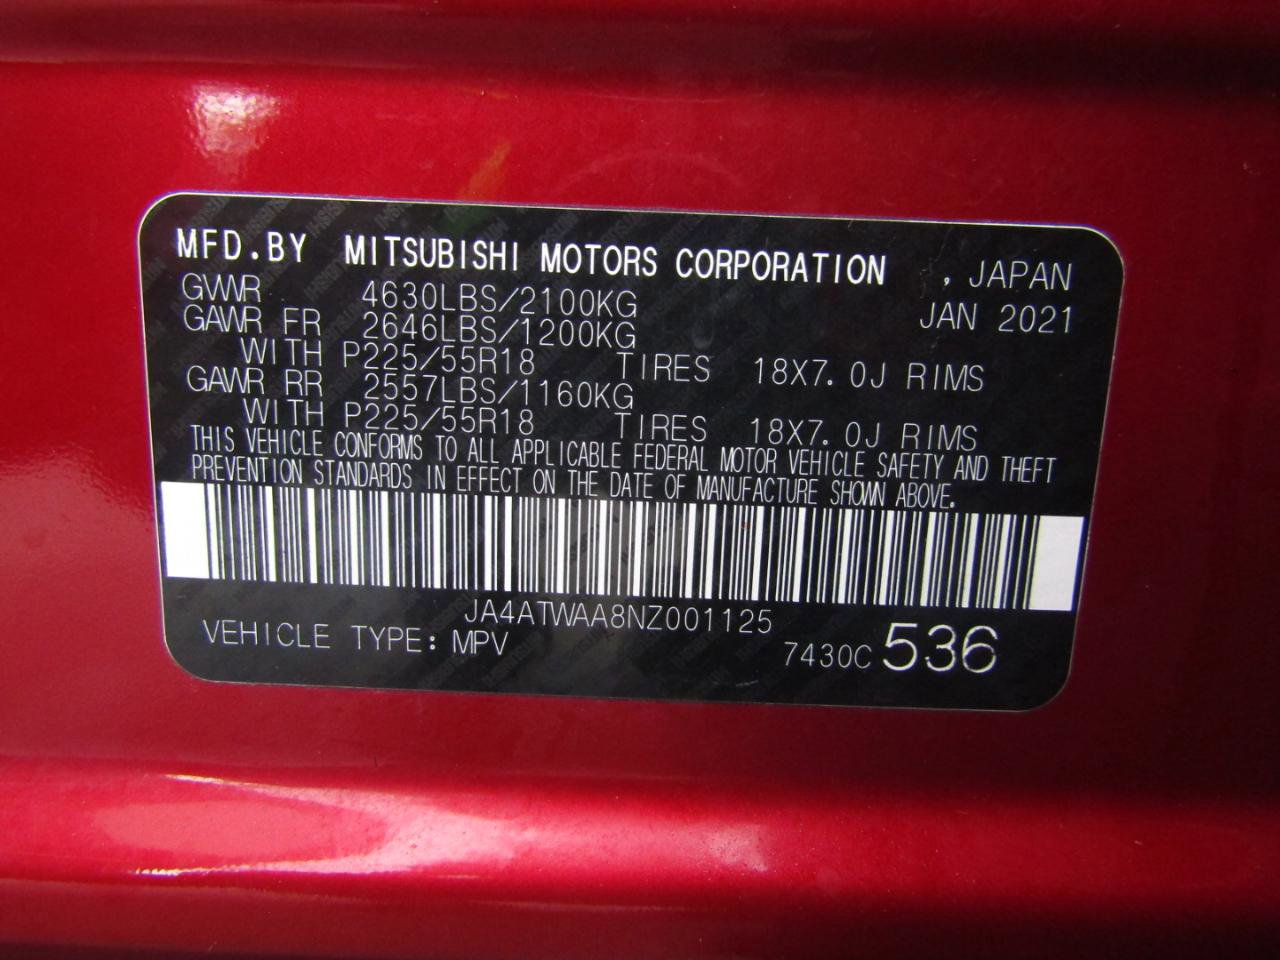 MFD.BY MITSUBISHI MOTORS CORPORATION , JAPAN
GVWR 4630LBS/2100KG JAN 2021
GAWR FR 2646LBS/1200KG
WITH P225/55R18 TIRES 18X7.0J RIMS
GAWR RR 2557LBS/1160KG
WITH P225/55R18 TIRES 18X7.0J RIMS
THIS VEHICLE CONFORMS TO ALL APPLICABLE FEDERAL MOTOR VEHICLE SAFETY AND THEFT
PREVENTION STANDARDS IN EFFECT ON THE DATE OF MANUFACTURE SHOWN ABOVE.
JA4ATWAA8NZ001125
VEHICLE TYPE: MPV 7430C 536